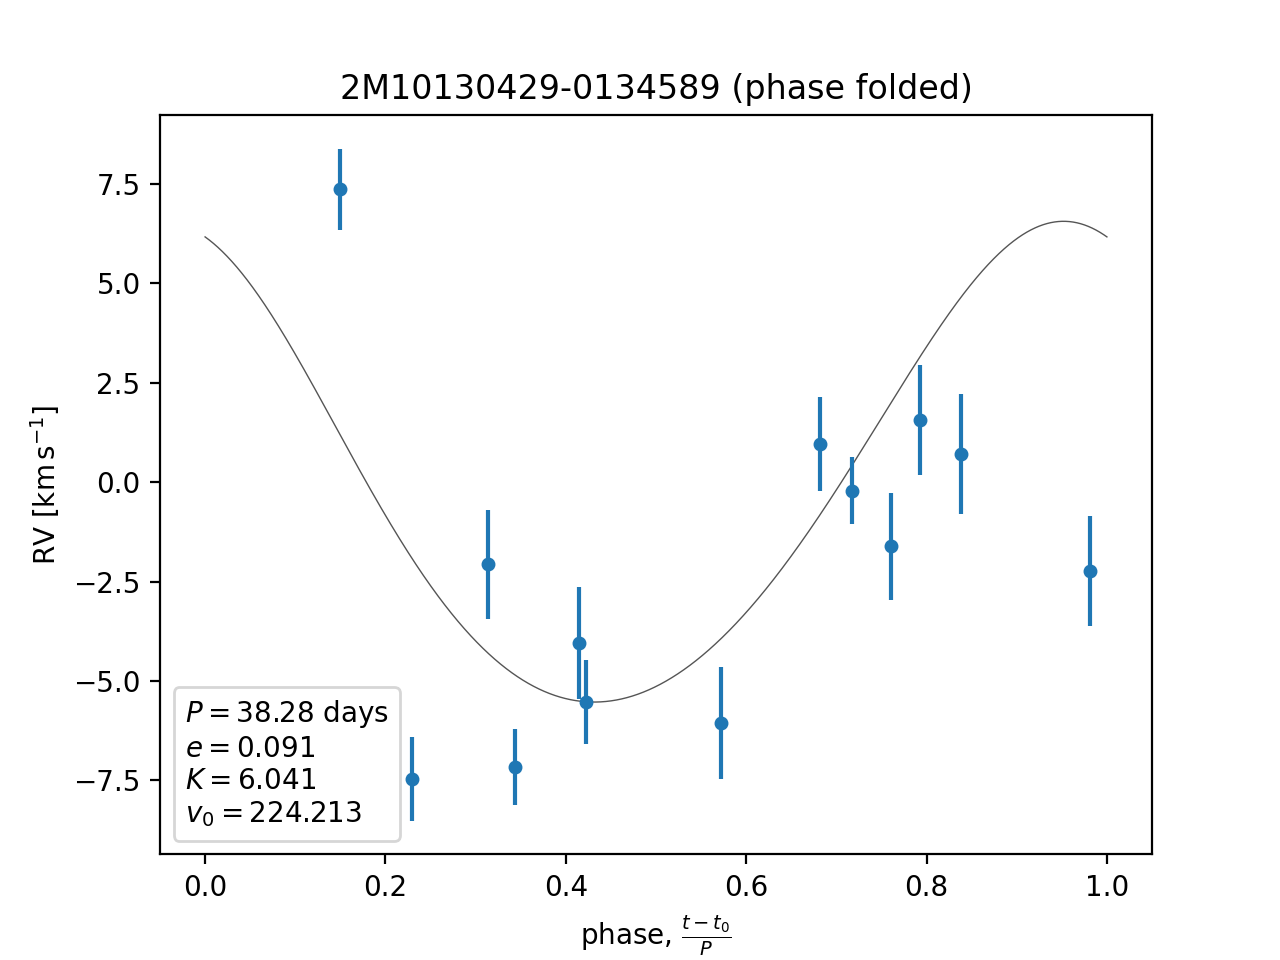 2M10130429-0134589 (phase folded)
7.5
5.0
2.5
0.0
−2.5
−5.0
−7.5
RV [km s⁻¹]
P = 38.28 days
e = 0.091
K = 6.041
v₀ = 224.213
0.0 0.2 0.4 0.6 0.8 1.0
phase, (t − t₀)/P